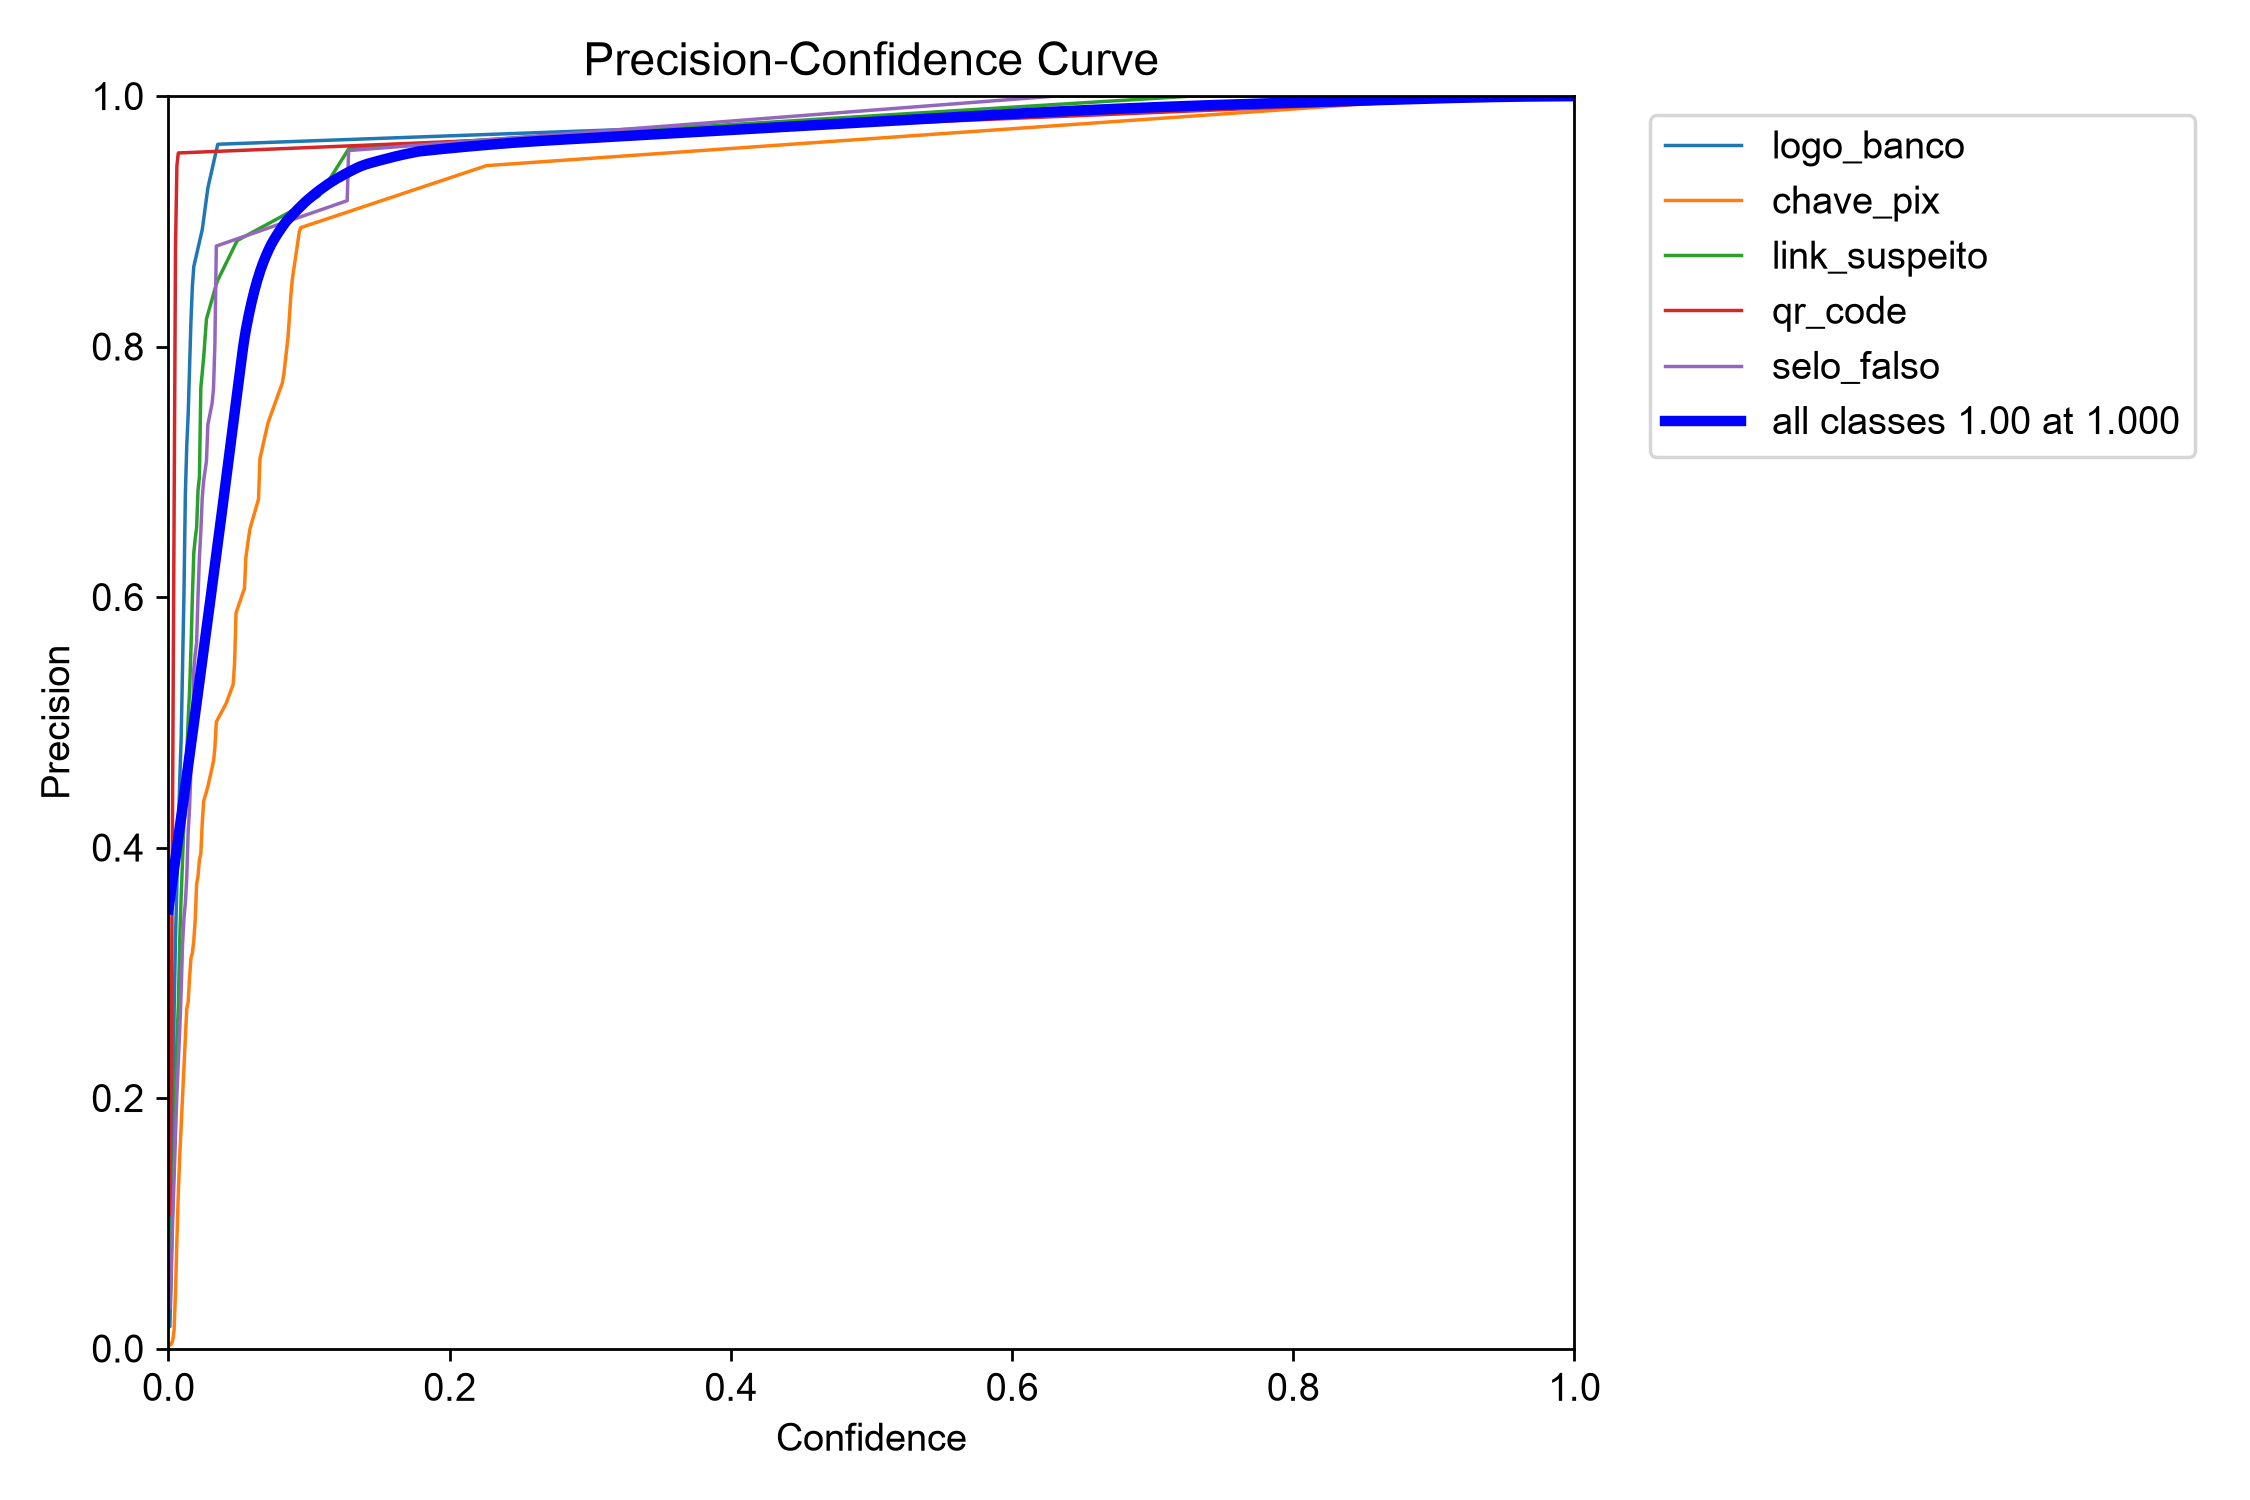 Precision-Confidence Curve
1.0
0.8
0.6
0.4
0.2
0.0
Precision
0.0 0.2 0.4 0.6 0.8 1.0
Confidence
logo_banco
chave_pix
link_suspeito
qr_code
selo_falso
all classes 1.00 at 1.000